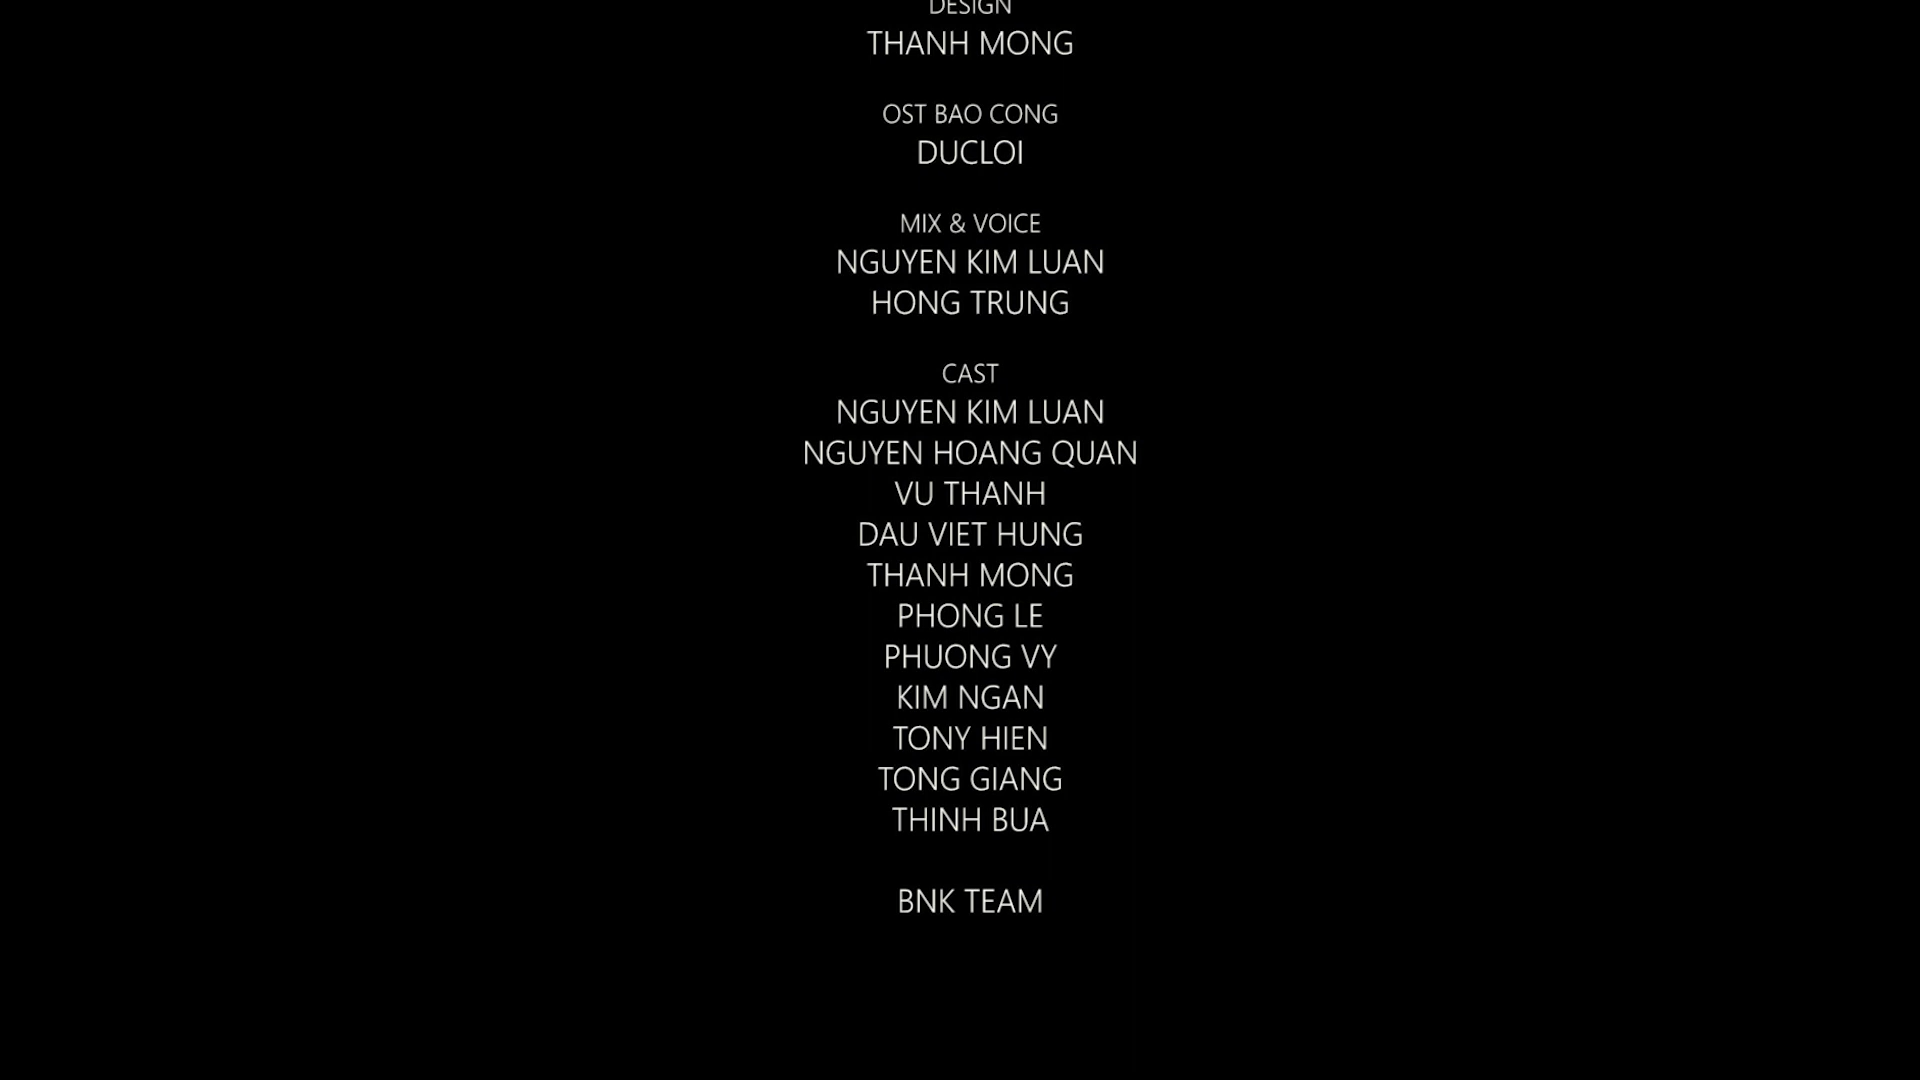 DESIGN
THANH MONG
OST BAO CONG
DUCLOI
MIX & VOICE
NGUYEN KIM LUAN
HONG TRUNG
CAST
NGUYEN KIM LUAN
NGUYEN HOANG QUAN
VU THANH
DAU VIET HUNG
THANH MONG
PHONG LE
PHUONG VY
KIM NGAN
TONY HIEN
TONG GIANG
THINH BUA
BNK TEAM